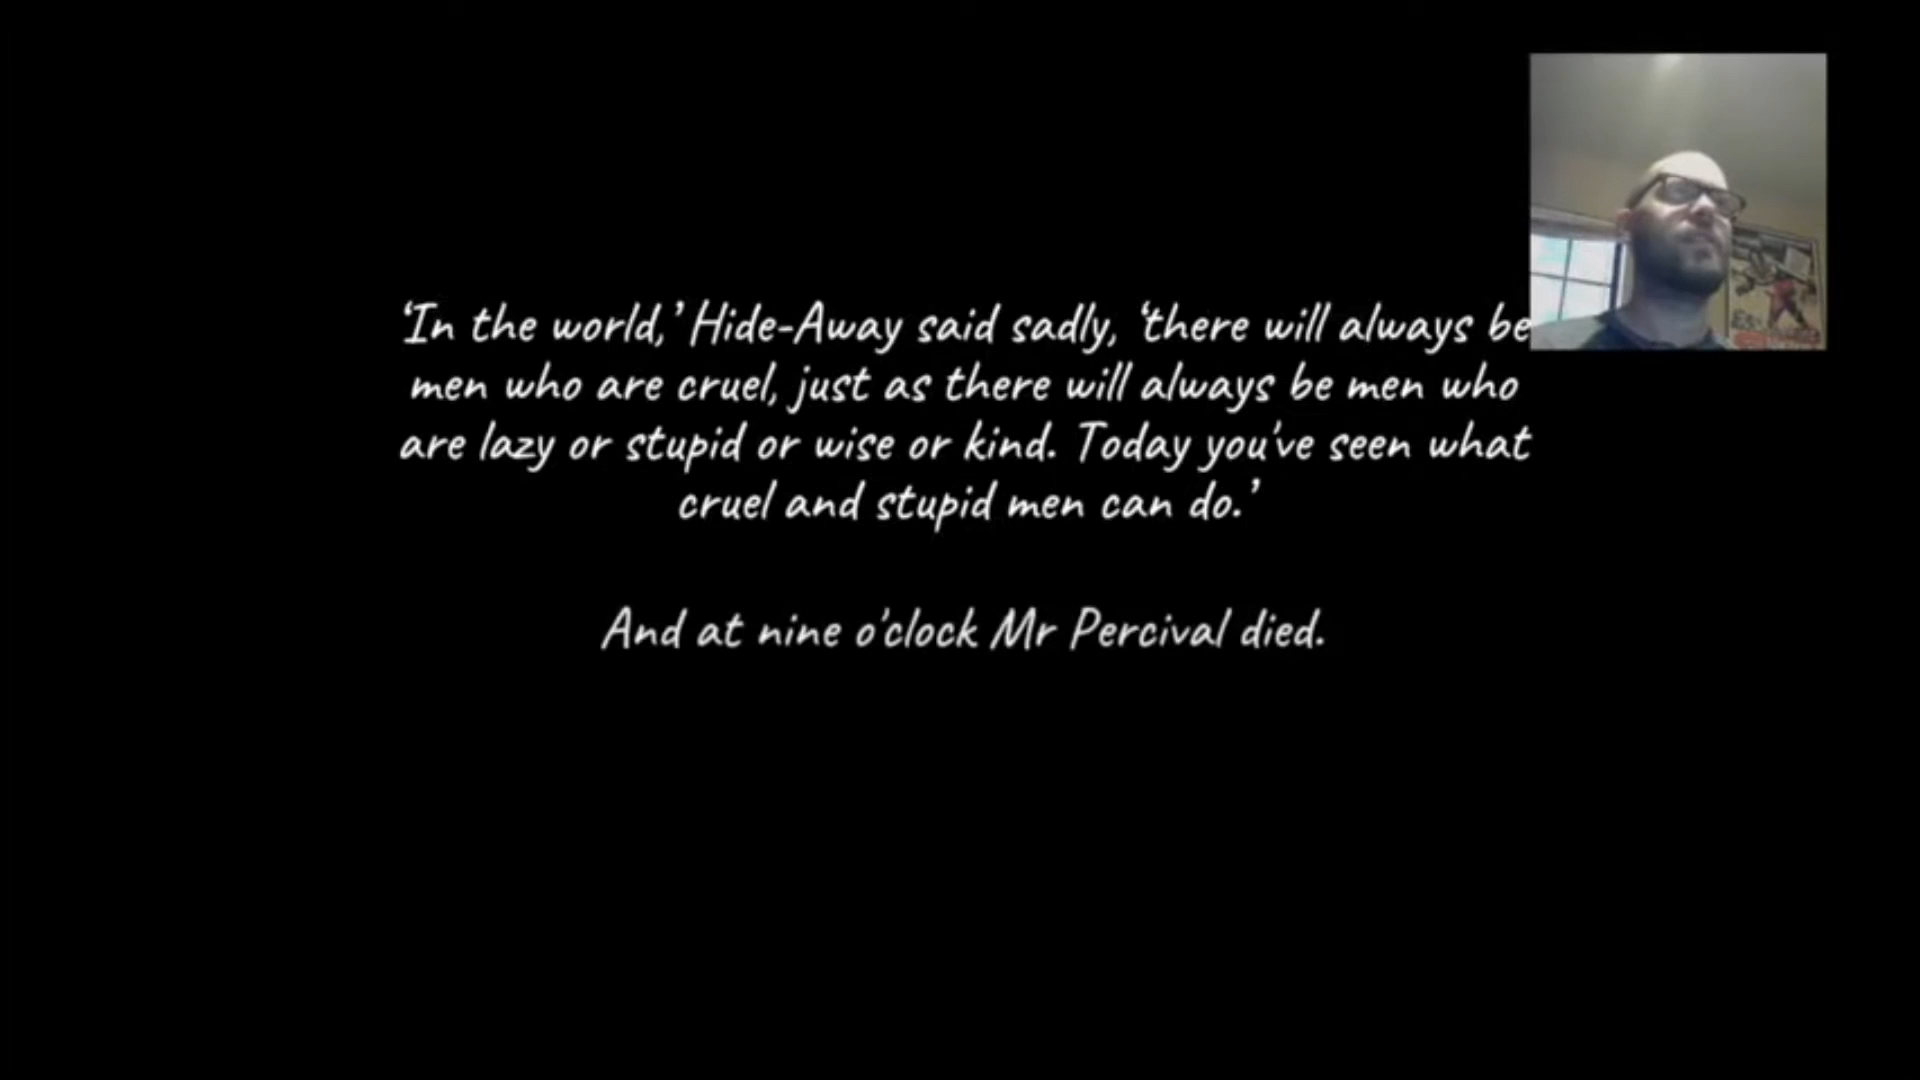 ‘In the world,’ Hide-Away said sadly, ‘there will always be
men who are cruel, just as there will always be men who
are lazy or stupid or wise or kind. Today you've seen what
cruel and stupid men can do.’
And at nine o'clock Mr Percival died.